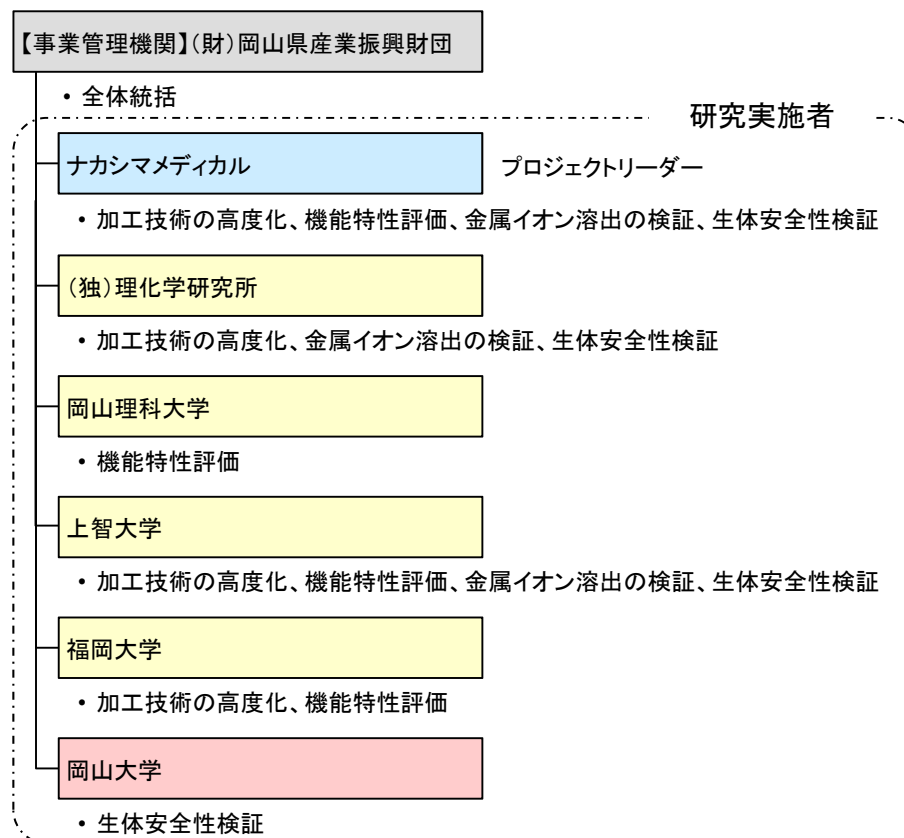 【事業管理機関】(財)岡山県産業振興財団
・全体統括
研究実施者
ナカシマメディカル
プロジェクトリーダー
・加工技術の高度化、機能特性評価、金属イオン溶出の検証、生体安全性検証
(独)理化学研究所
・加工技術の高度化、金属イオン溶出の検証、生体安全性検証
岡山理科大学
・機能特性評価
上智大学
・加工技術の高度化、機能特性評価、金属イオン溶出の検証、生体安全性検証
福岡大学
・加工技術の高度化、機能特性評価
岡山大学
・生体安全性検証